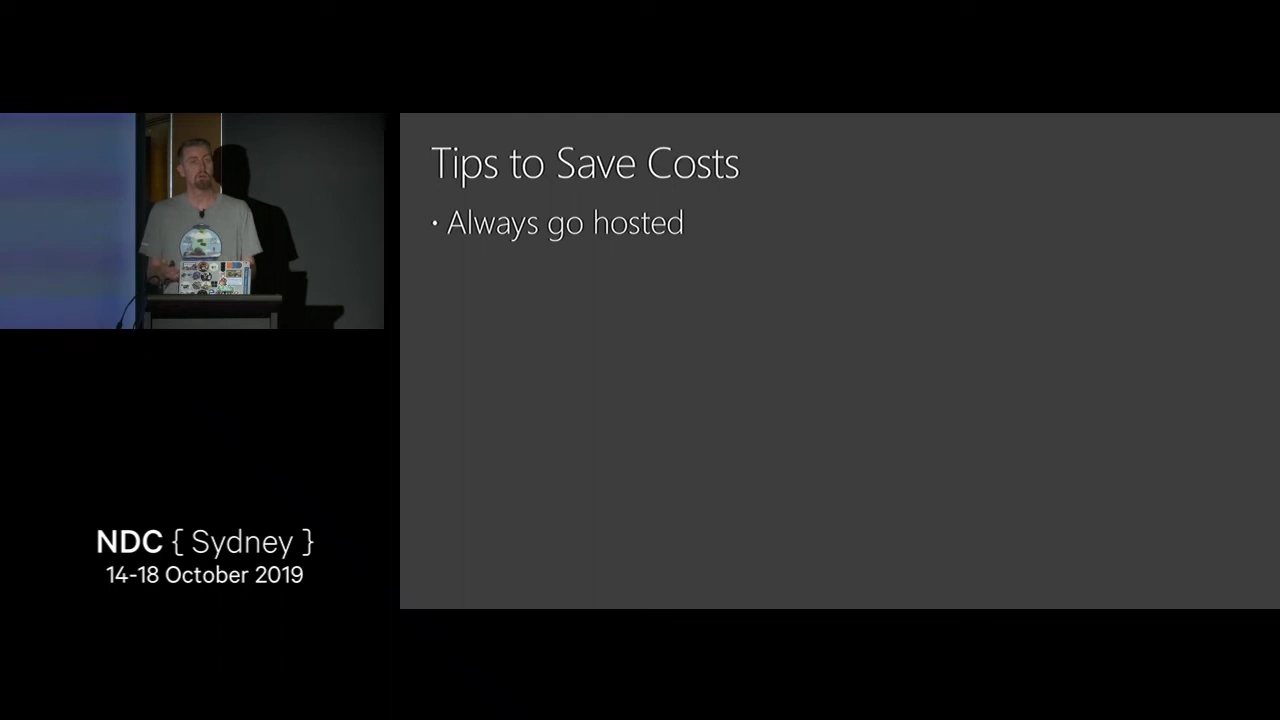 Tips to Save Costs
• Always go hosted
NDC { Sydney }
14-18 October 2019